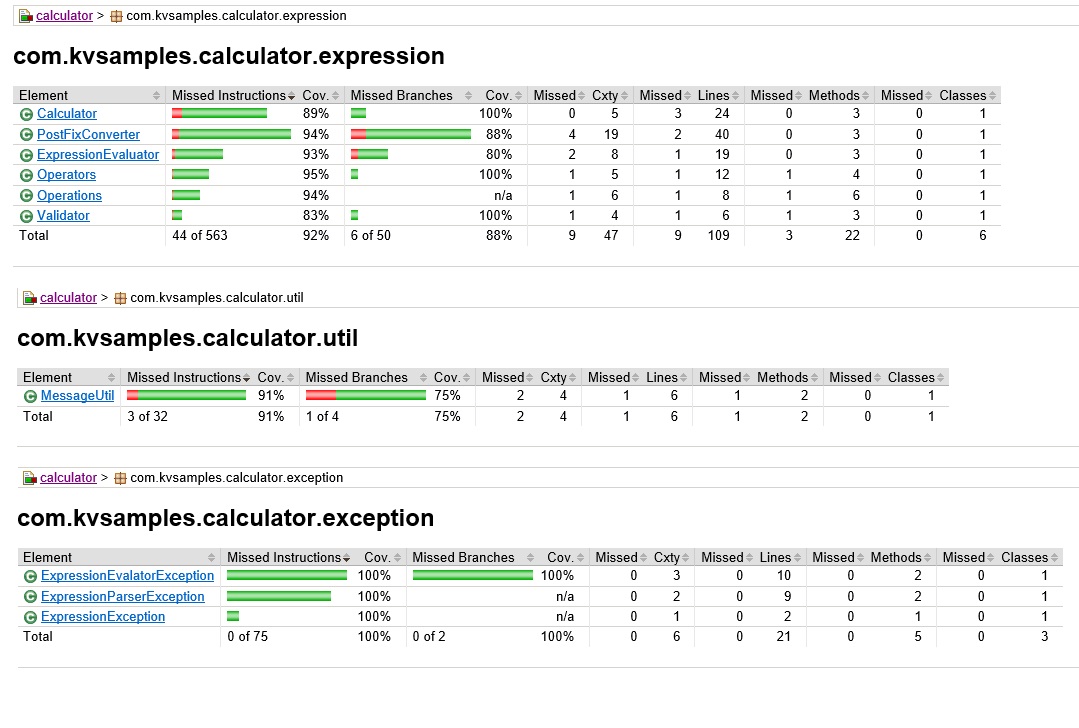 calculator > com.kvsamples.calculator.expression
com.kvsamples.calculator.expression
Element Missed Instructions Cov. Missed Branches Cov. Missed Cxty Missed Lines Missed Methods Missed Classes
C Calculator 89% 100% 0 5 3 24 0 3 0 1
C PostFixConverter 94% 88% 4 19 2 40 0 3 0 1
C ExpressionEvaluator 93% 80% 2 8 1 19 0 3 0 1
C Operators 95% 100% 1 5 1 12 1 4 0 1
C Operations 94% n/a 1 6 1 8 1 6 0 1
C Validator 83% 100% 1 4 1 6 1 3 0 1
Total 44 of 563 92% 6 of 50 88% 9 47 9 109 3 22 0 6
calculator > com.kvsamples.calculator.util
com.kvsamples.calculator.util
Element Missed Instructions Cov. Missed Branches Cov. Missed Cxty Missed Lines Missed Methods Missed Classes
C MessageUtil 91% 75% 2 4 1 6 1 2 0 1
Total 3 of 32 91% 1 of 4 75% 2 4 1 6 1 2 0 1
calculator > com.kvsamples.calculator.exception
com.kvsamples.calculator.exception
Element Missed Instructions Cov. Missed Branches Cov. Missed Cxty Missed Lines Missed Methods Missed Classes
C ExpressionEvalatorException 100% 100% 0 3 0 10 0 2 0 1
C ExpressionParserException 100% n/a 0 2 0 9 0 2 0 1
C ExpressionException 100% n/a 0 1 0 2 0 1 0 1
Total 0 of 75 100% 0 of 2 100% 0 6 0 21 0 5 0 3